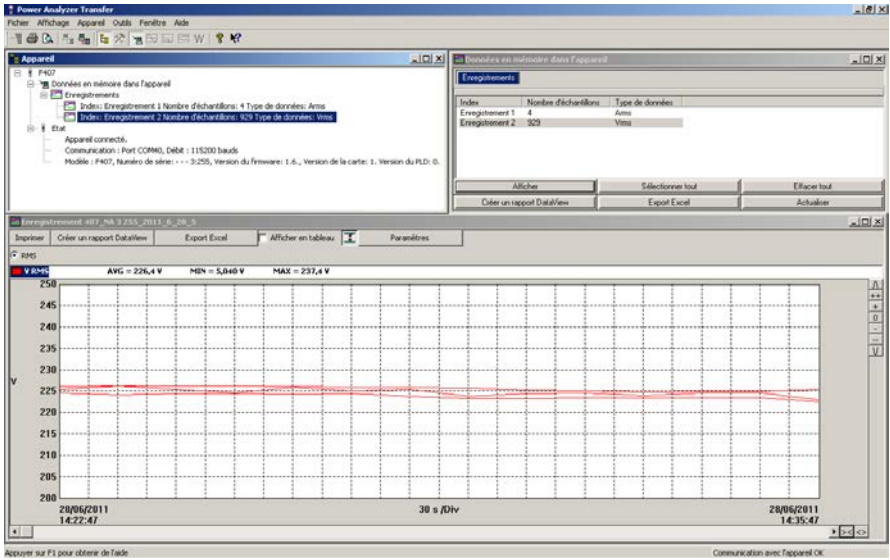 Power Analyzer Transfer
Fichier Affichage Appareil Outils Fenêtre Aide
Appareil
F407
Données en mémoire dans l'appareil
Enregistrements
Index: Enregistrement 1 Nombre d'échantillons: 4 Type de données: Arms
Index: Enregistrement 2 Nombre d'échantillons: 929 Type de données: Vrms
Etat
Appareil connecté.
Communication : Port COM40, Débit : 115200 bauds
Modèle : F407, Numéro de série: - - - 3:255, Version du firmware: 1.6., Version de la carte: 1. Version du PLD: 0.
Données en mémoire dans l'appareil
Enregistrements
Index Nombre d'échantillons Type de données
Enregistrement 1 4 Arms
Enregistrement 2 929 Vrms
Afficher Sélectionner tout Effacer tout
Créer un rapport DataView Export Excel Actualiser
Enregistrement 407_NA 3 255_2011_6_28_5
Imprimer Créer un rapport DataView Export Excel Afficher en tableau Paramètres
RMS
V RMS AVG = 226,4 V MIN = 5,040 V MAX = 237,4 V
250
245
240
235
230
V
225
220
215
210
205
200
28/06/2011 30 s /Div 28/06/2011
14:22:47 14:35:47
Appuyer sur F1 pour obtenir de l'aide Communication avec l'appareil OK